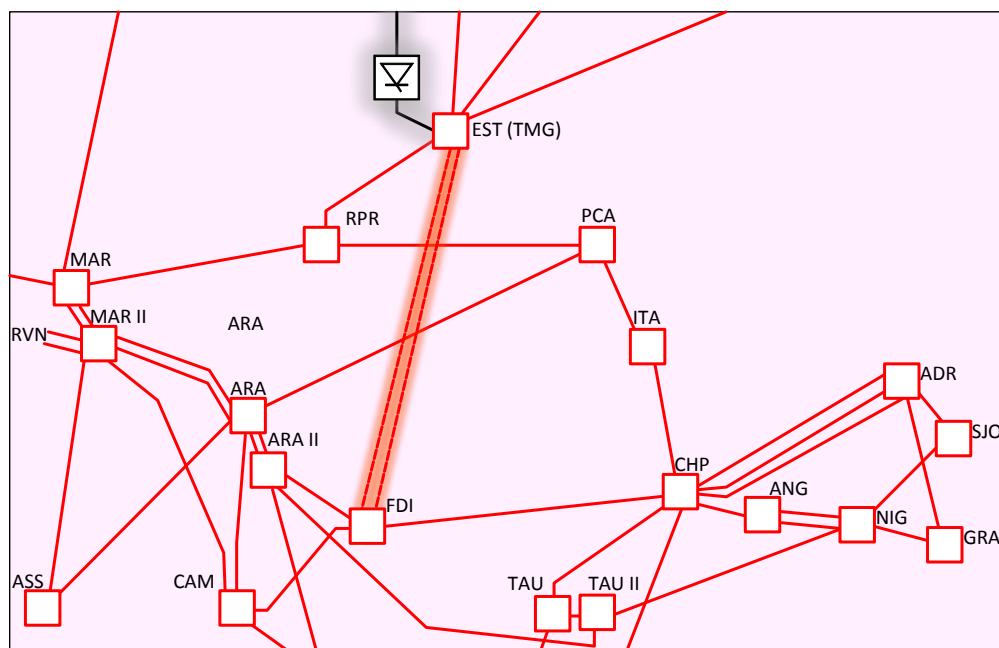 EST (TMG)
RPR
PCA
MAR
MAR II
RVN
ARA
ITA
ARA
ADR
ARA II
SJO
CHP
ANG
FDI
NIG
GRA
ASS
CAM
TAU
TAU II